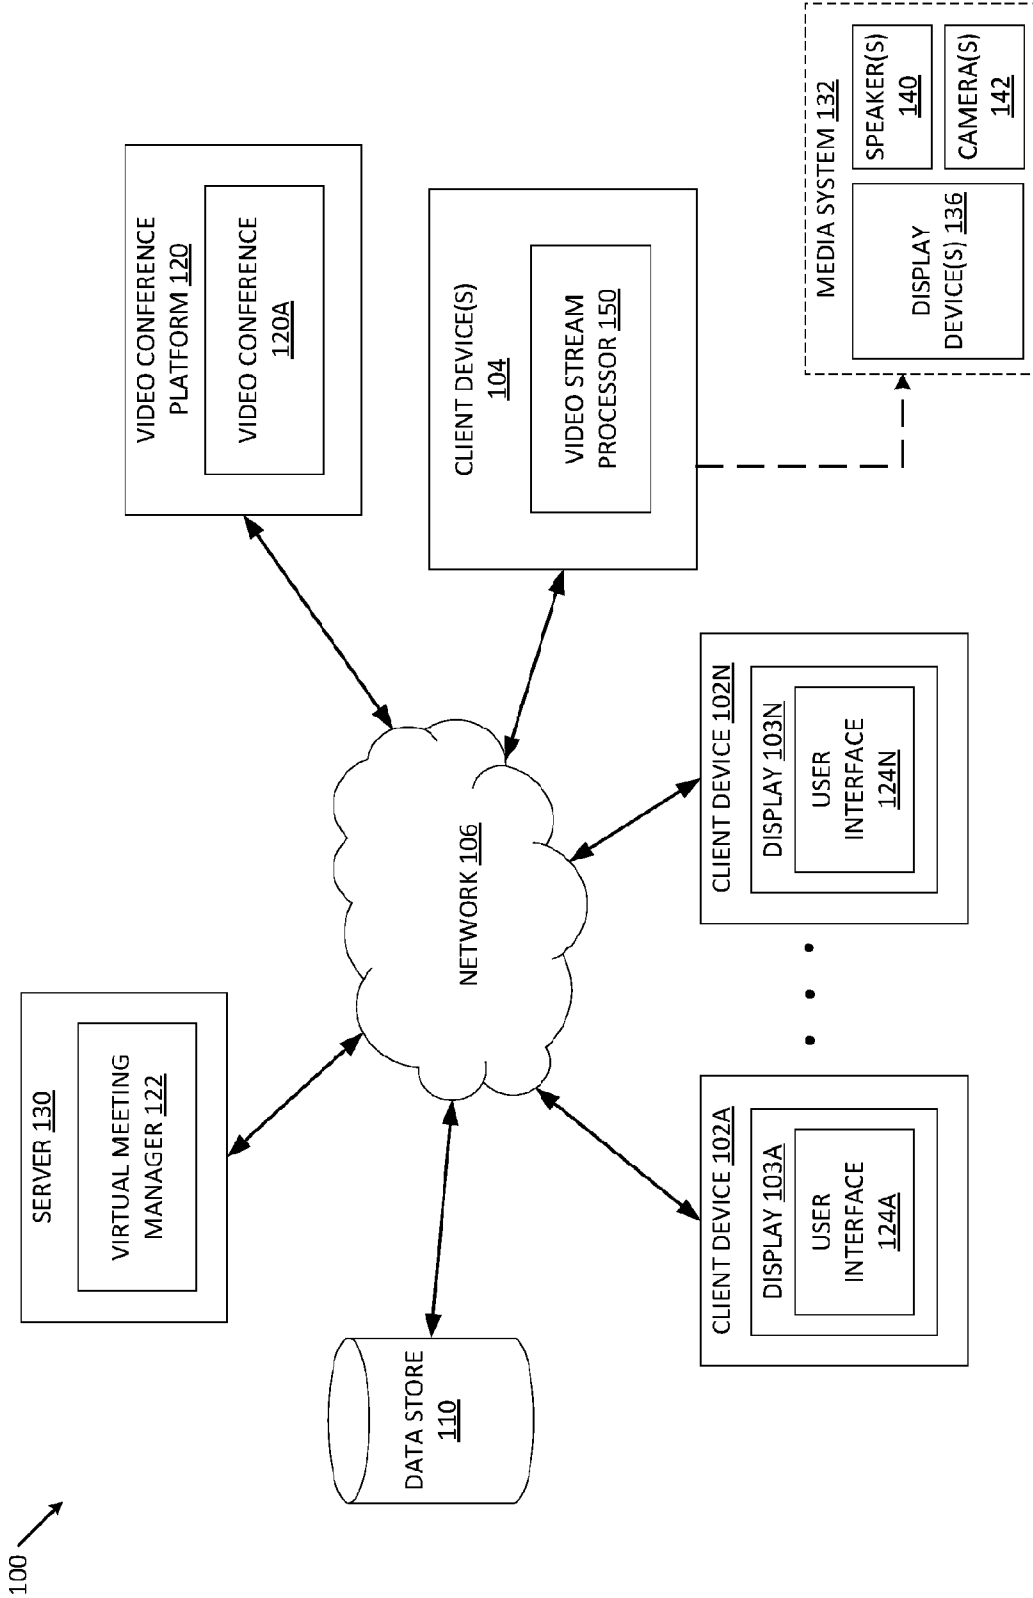 100
SERVER 130
VIRTUAL MEETING
MANAGER 122
VIDEO CONFERENCE
PLATFORM 120
VIDEO CONFERENCE
120A
DATA STORE
110
NETWORK 106
CLIENT DEVICE(S)
104
VIDEO STREAM
PROCESSOR 150
CLIENT DEVICE 102A
DISPLAY 103A
USER
INTERFACE
124A
CLIENT DEVICE 102N
DISPLAY 103N
USER
INTERFACE
124N
MEDIA SYSTEM 132
DISPLAY
DEVICE(S) 136
SPEAKER(S)
140
CAMERA(S)
142